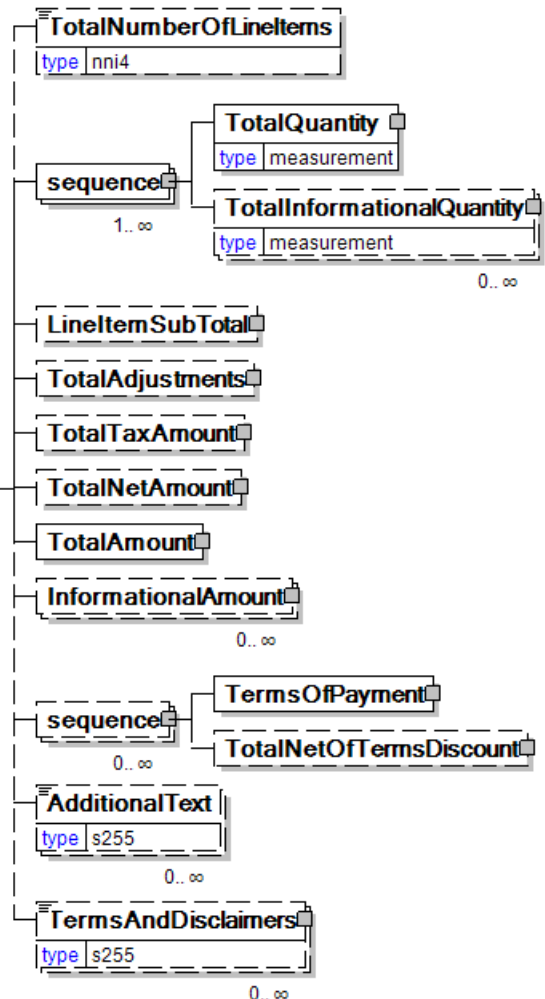 TotalNumberOfLineItems
type nni4
TotalQuantity
type measurement
sequence
1.. ∞
TotalInformationalQuantity
type measurement
0.. ∞
LineItemSubTotal
TotalAdjustments
TotalTaxAmount
TotalNetAmount
TotalAmount
InformationalAmount
0.. ∞
TermsOfPayment
sequence
0.. ∞
TotalNetOfTermsDiscount
AdditionalText
type s255
0.. ∞
TermsAndDisclaimers
type s255
0.. ∞